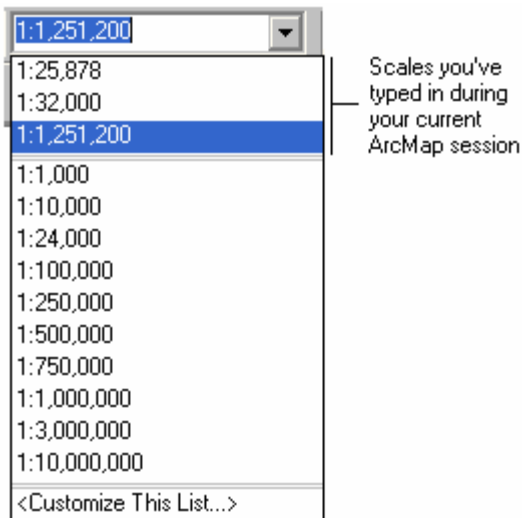 1:1,251,200
1:25,878
1:32,000
1:1,251,200
Scales you've
typed in during
your current
ArcMap session
1:1,000
1:10,000
1:24,000
1:100,000
1:250,000
1:500,000
1:750,000
1:1,000,000
1:3,000,000
1:10,000,000
<Customize This List...>